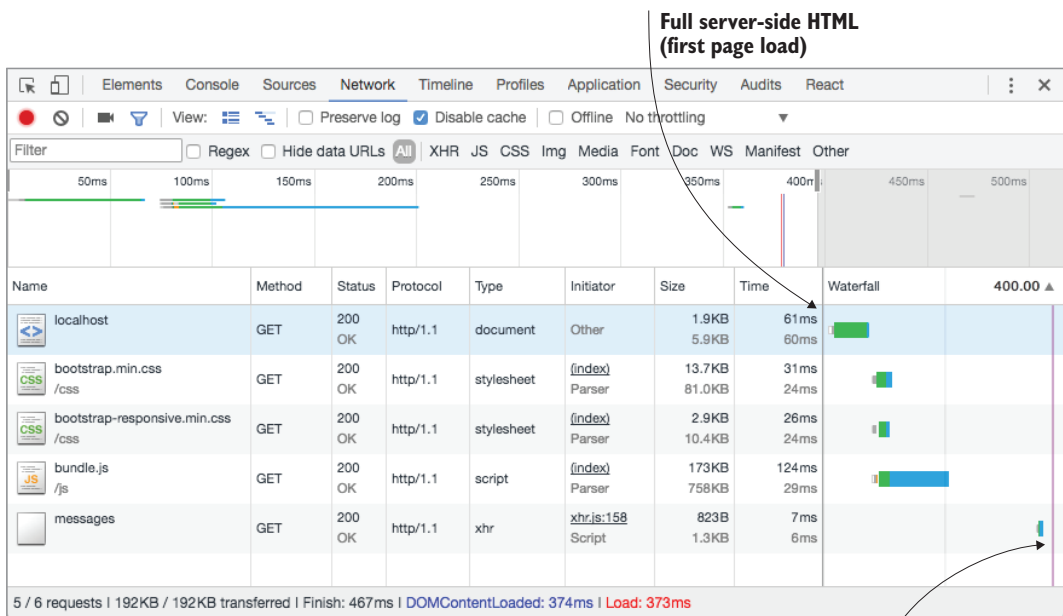 Full server-side HTML
(first page load)
Elements Console Sources Network Timeline Profiles Application Security Audits React
View: Preserve log Disable cache Offline No throttling
Filter Regex Hide data URLs All XHR JS CSS Img Media Font Doc WS Manifest Other
50ms 100ms 150ms 200ms 250ms 300ms 350ms 400m 450ms 500ms
Name Method Status Protocol Type Initiator Size Time Waterfall 400.00
localhost GET 200 http/1.1 document Other 1.9KB 61ms
OK 5.9KB 60ms
bootstrap.min.css GET 200 http/1.1 stylesheet (index) 13.7KB 31ms
/css OK Parser 81.0KB 24ms
bootstrap-responsive.min.css GET 200 http/1.1 stylesheet (index) 2.9KB 26ms
/css OK Parser 10.4KB 24ms
bundle.js GET 200 http/1.1 script (index) 173KB 124ms
/js OK Parser 758KB 29ms
messages GET 200 http/1.1 xhr xhr.js:158 823B 7ms
OK Script 1.3KB 6ms
5 / 6 requests | 192KB / 192KB transferred | Finish: 467ms | DOMContentLoaded: 374ms | Load: 373ms